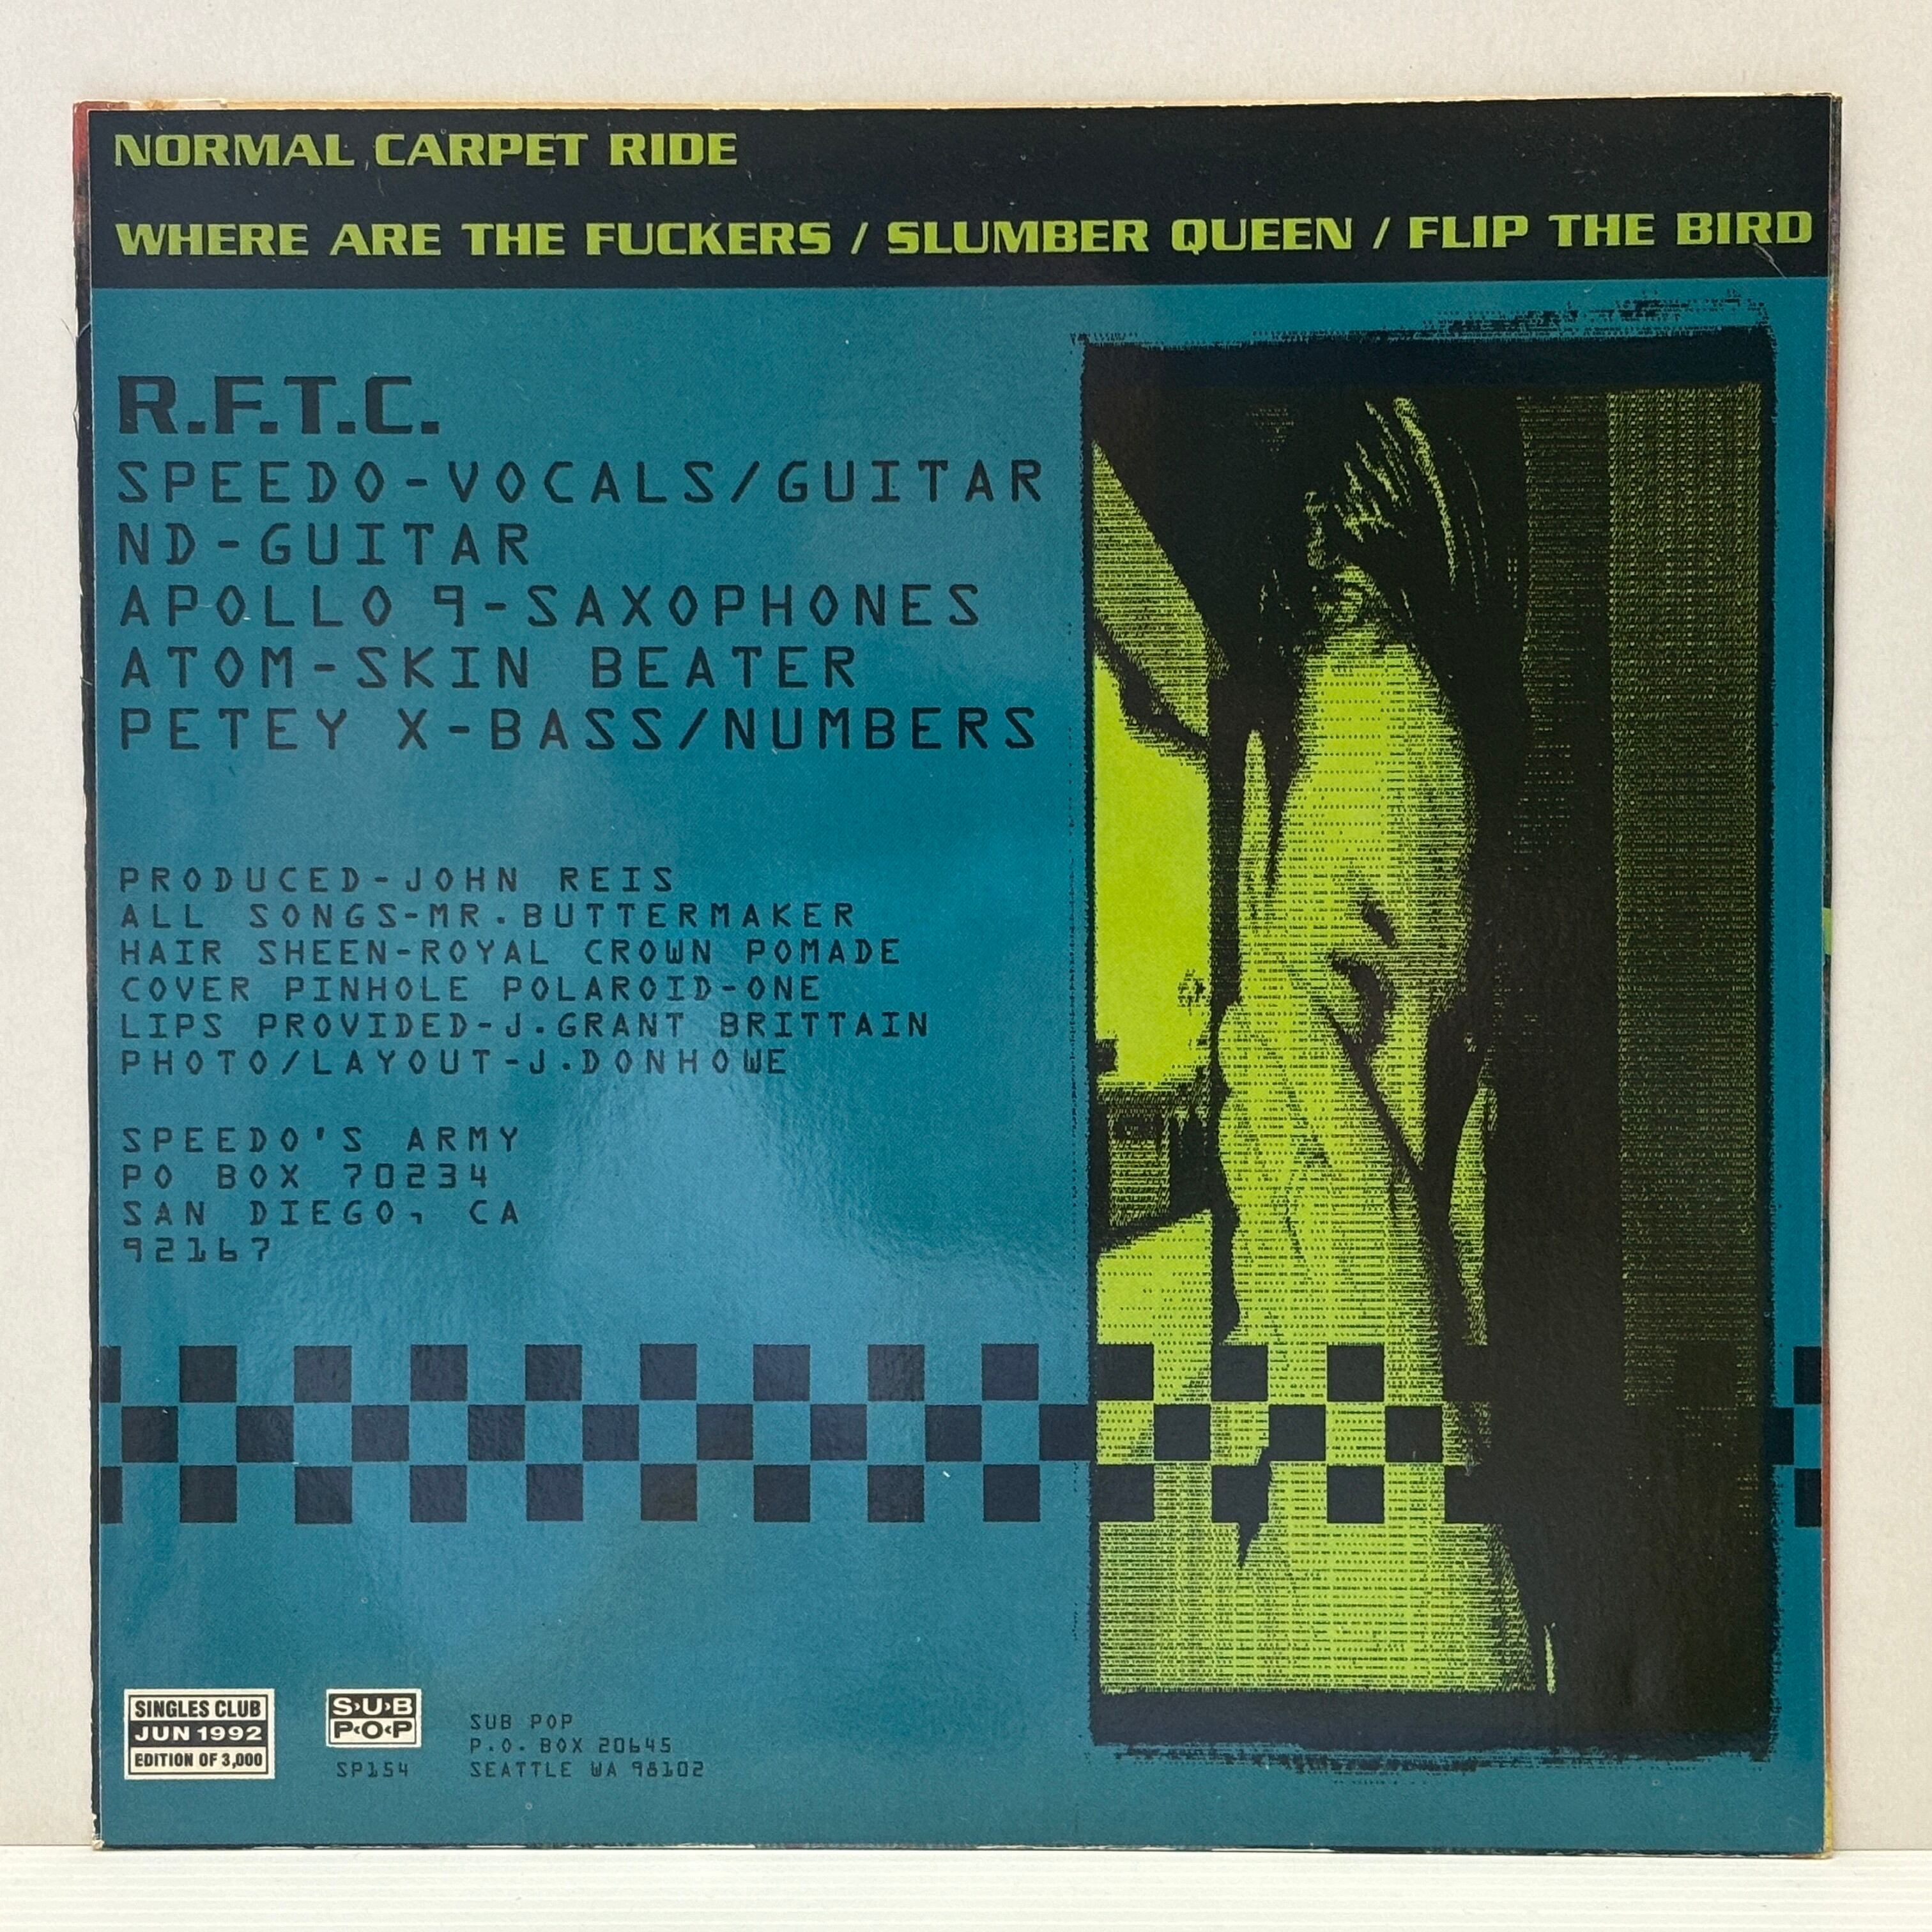 NORMAL CARPET RIDE
WHERE ARE THE FUCKERS / SLUMBER QUEEN / FLIP THE BIRD
R.F.T.C.
SPEEDO-VOCALS/GUITAR
ND-GUITAR
APOLLO 9-SAXOPHONES
ATOM-SKIN BEATER
PETEY X-BASS/NUMBERS
PRODUCED-JOHN REIS
ALL SONGS-MR.BUTTERMAKER
HAIR SHEEN-ROYAL CROWN POMADE
COVER PINHOLE POLAROID-ONE
LIPS PROVIDED-J.GRANT BRITTAIN
PHOTO/LAYOUT-J.DONHOWE
SPEEDO'S ARMY
PO BOX 70234
SAN DIEGO, CA
92167
SINGLES CLUB
JUN 1992
EDITION OF 3,000
SUB
POP
SP154
SUB POP
P.O. BOX 20645
SEATTLE WA 98102